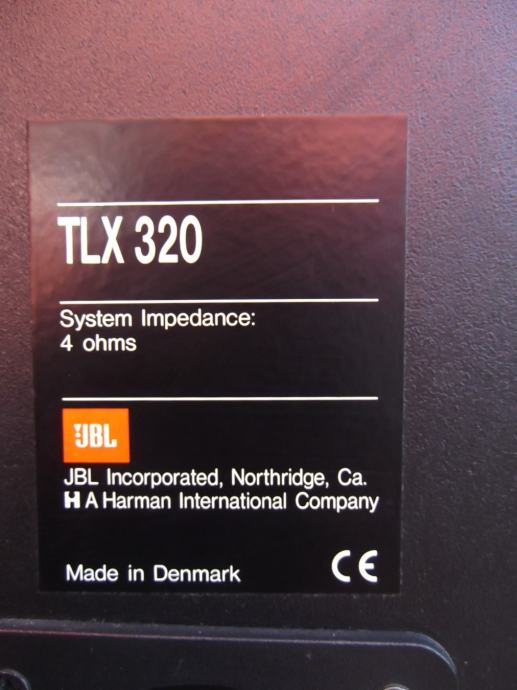 TLX 320
System Impedance:
4 ohms
JBL
JBL Incorporated, Northridge, Ca.
H A Harman International Company
Made in Denmark CE